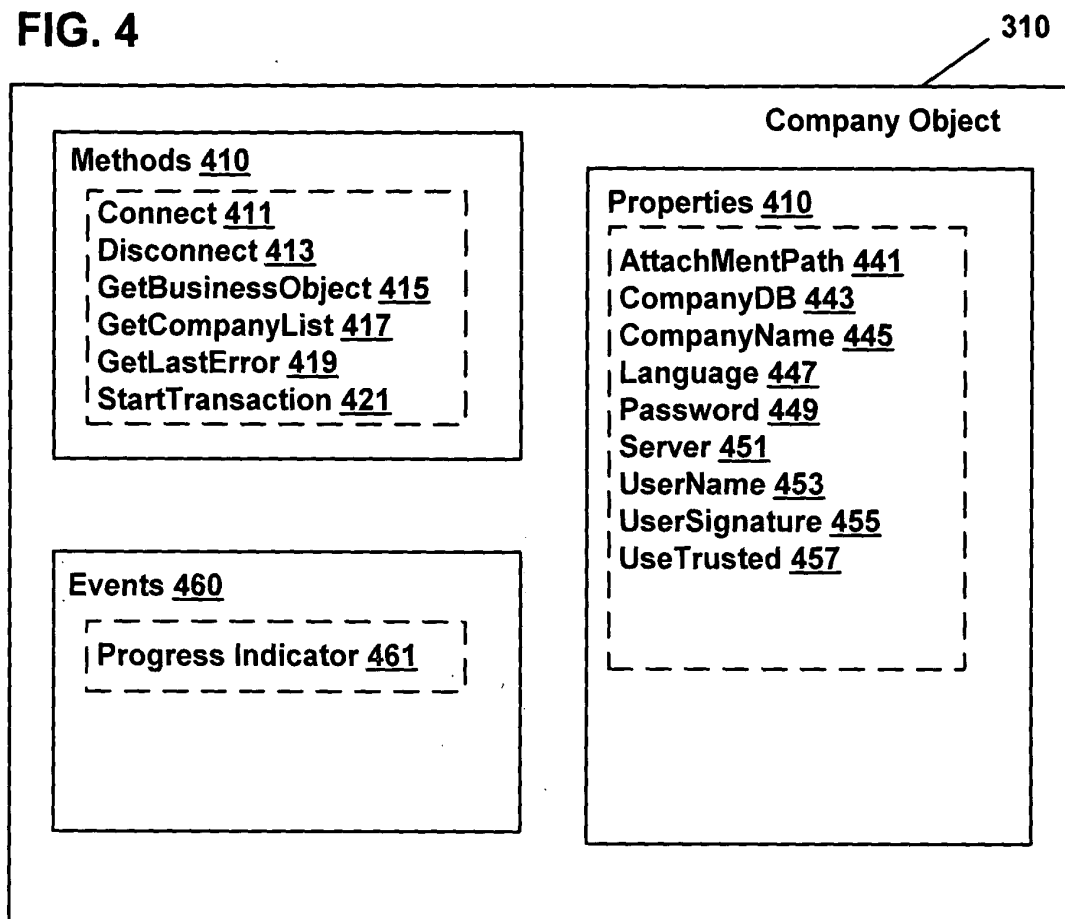 FIG. 4
310
Company Object
Methods 410
Connect 411
Disconnect 413
GetBusinessObject 415
GetCompanyList 417
GetLastError 419
StartTransaction 421
Events 460
Progress Indicator 461
Properties 410
AttachMentPath 441
CompanyDB 443
CompanyName 445
Language 447
Password 449
Server 451
UserName 453
UserSignature 455
UseTrusted 457